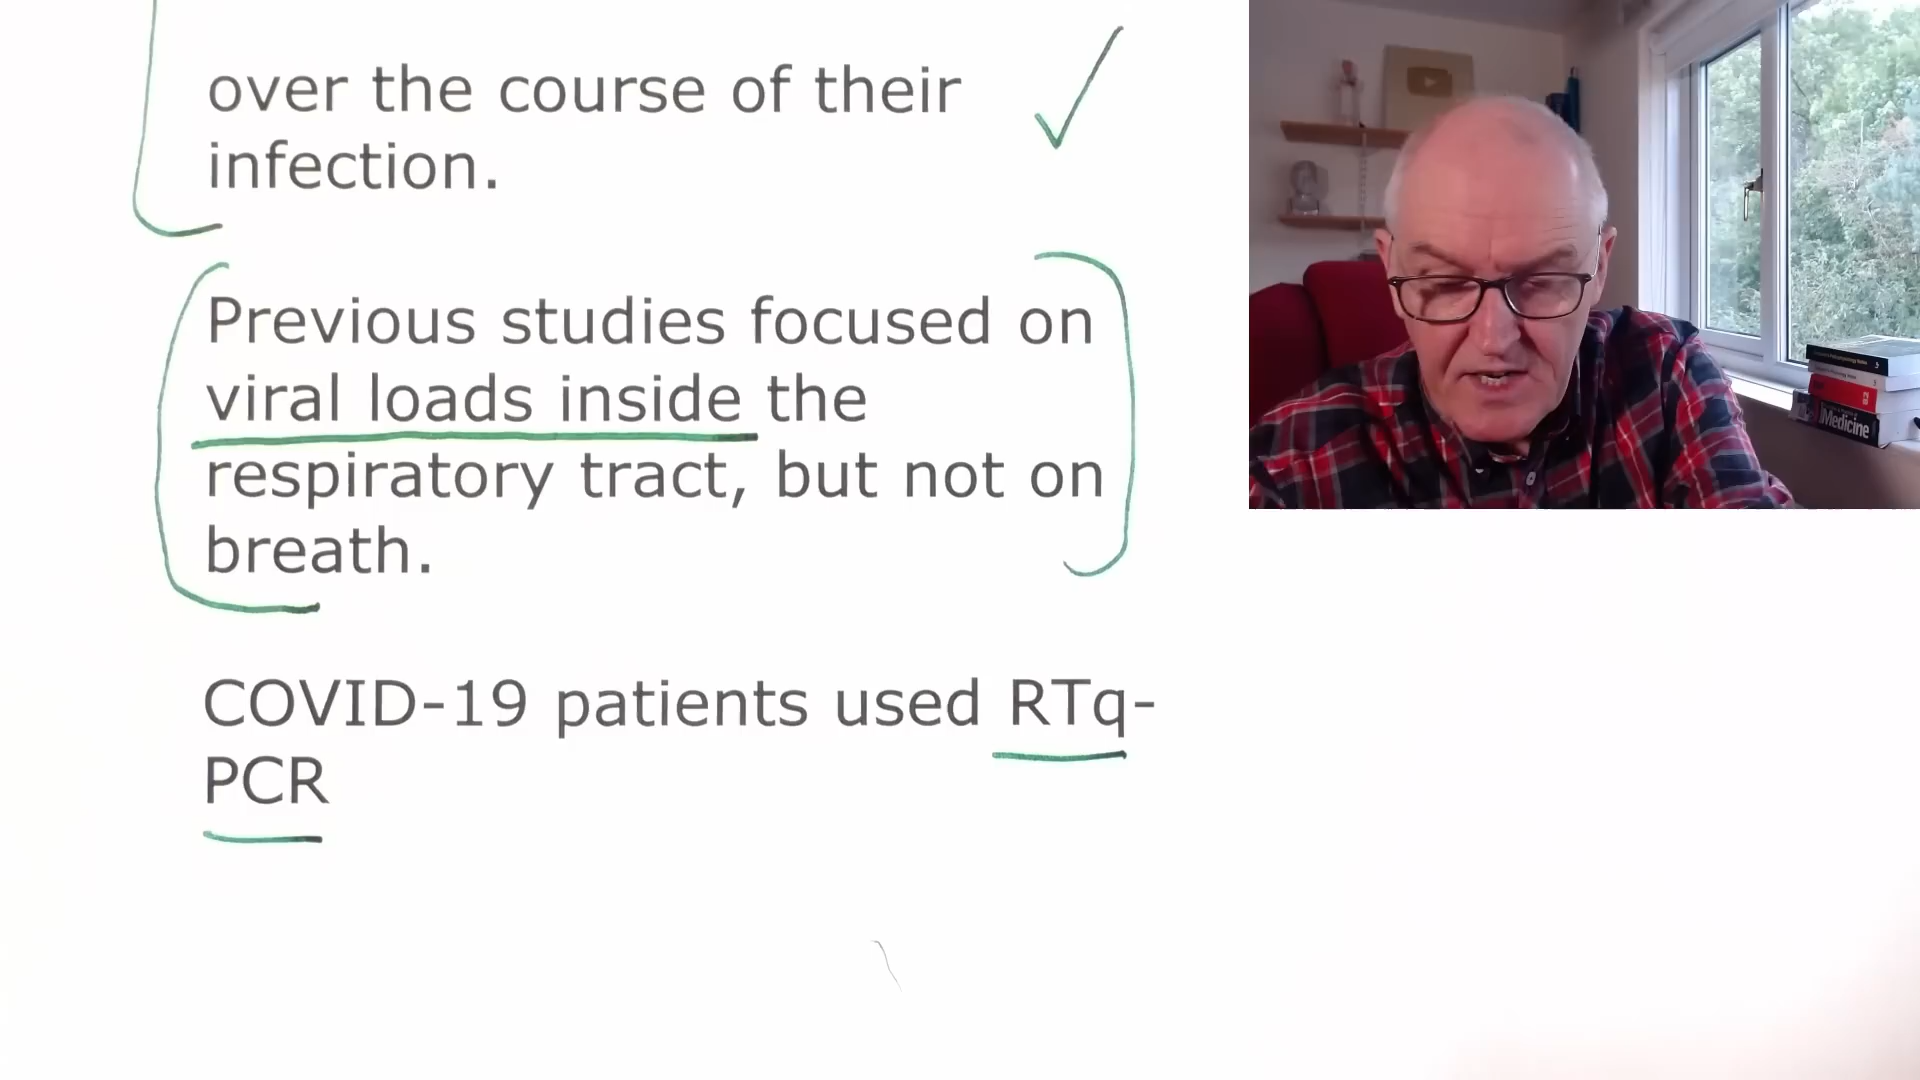 over the course of their
infection.
Previous studies focused on
viral loads inside the
respiratory tract, but not on
breath.
COVID-19 patients used RTq-
PCR
Medicine